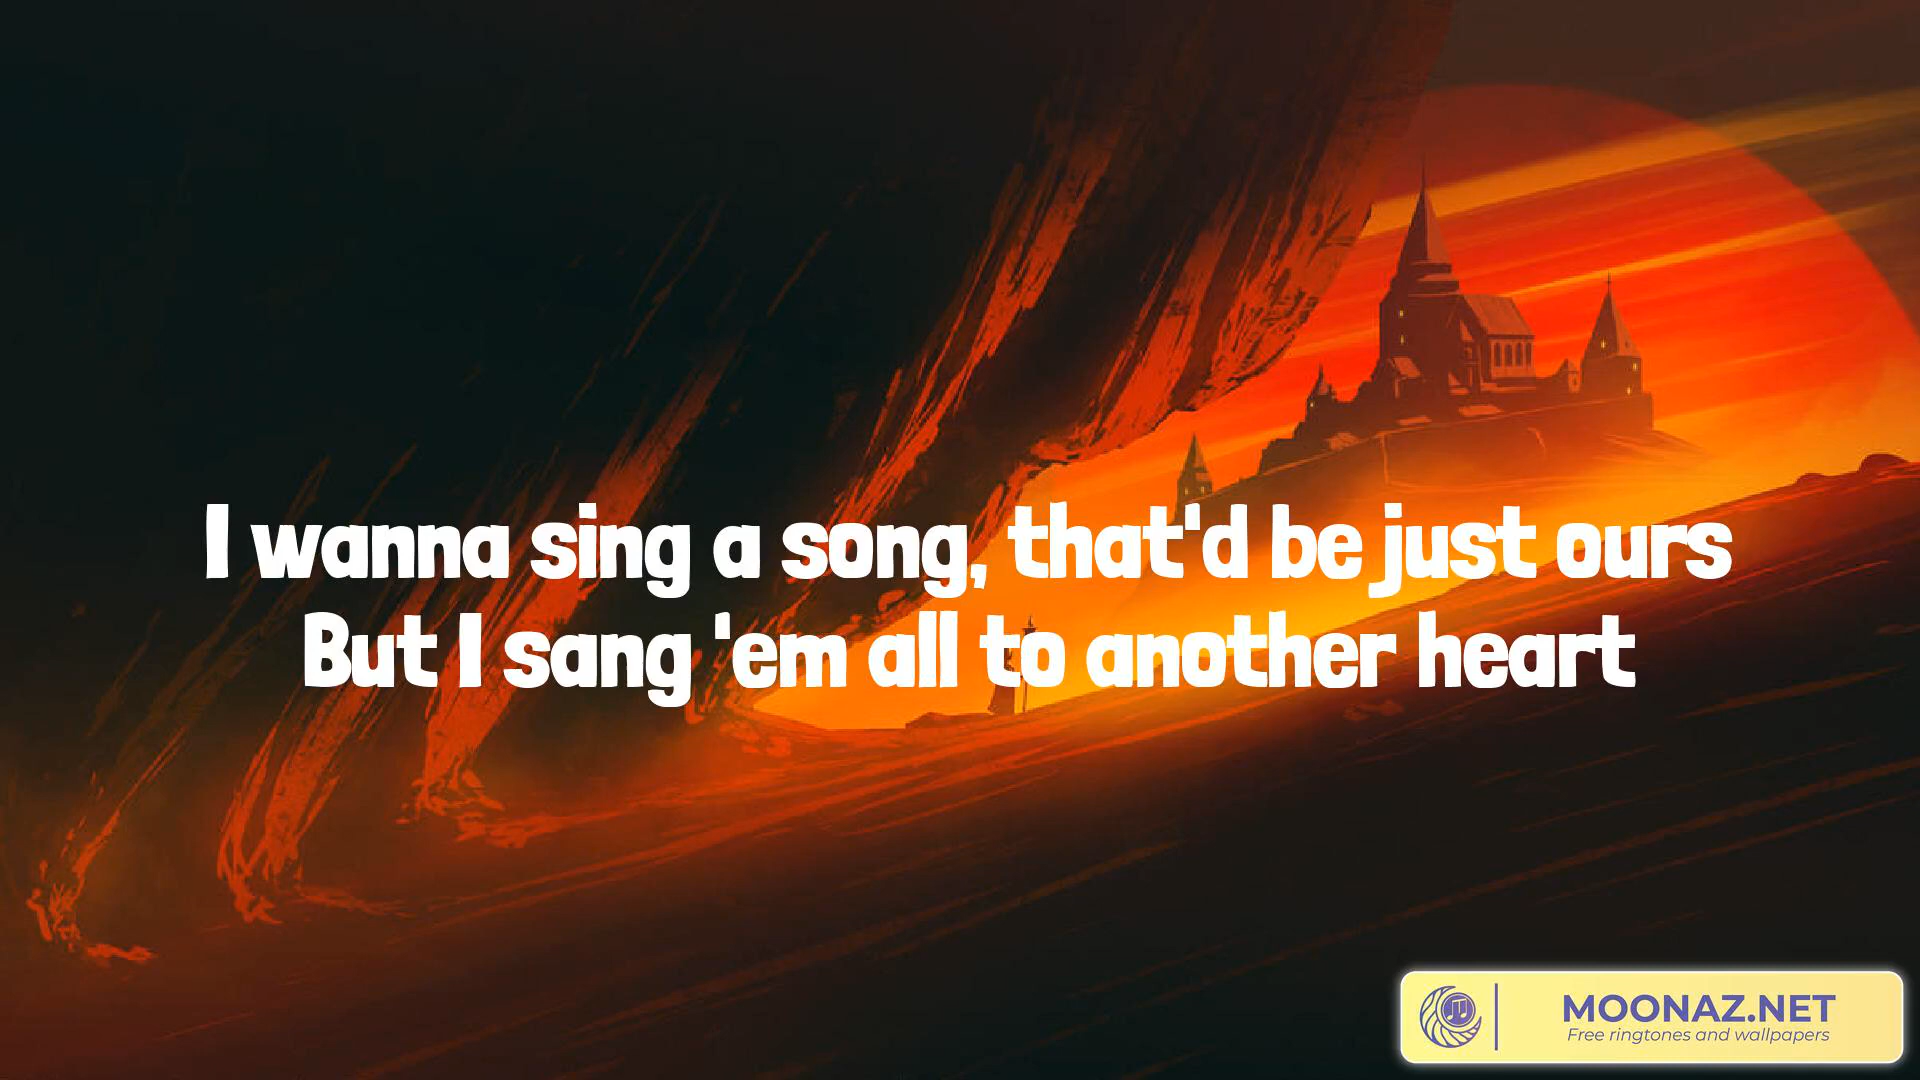 I wanna sing a song, that'd be just ours
But I sang 'em all to another heart
MOONAZ.NET
Free ringtones and wallpapers